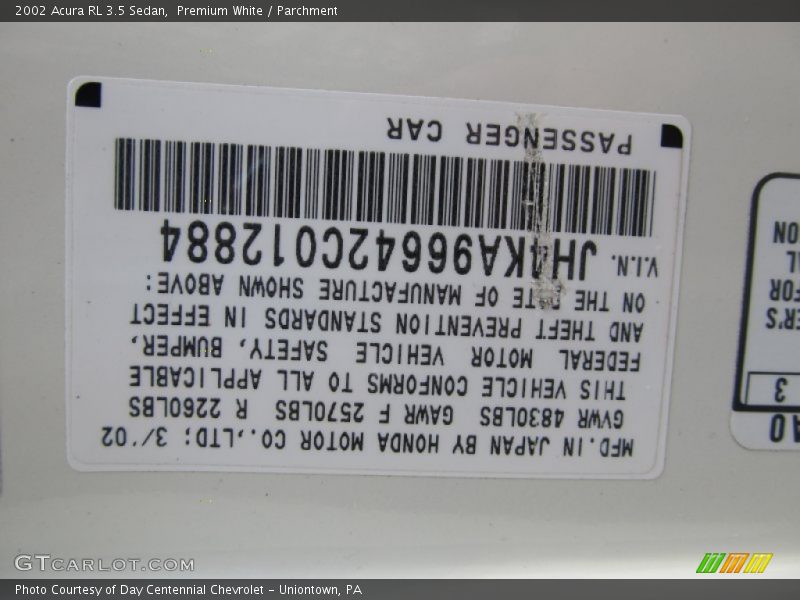 2002 Acura RL 3.5 Sedan, Premium White / Parchment
MFD. IN JAPAN BY HONDA MOTOR CO.,LTD; 3/'02
GVWR 4830LBS GAWR F 2570LBS R 2260LBS
THIS VEHICLE CONFORMS TO ALL APPLICABLE
FEDERAL MOTOR VEHICLE SAFETY, BUMPER,
AND THEFT PREVENTION STANDARDS IN EFFECT
ON THE DATE OF MANUFACTURE SHOWN ABOVE:
V.I.N. JH4KA96642C012884
PASSENGER CAR
3
GTCARLOT.COM
Photo Courtesy of Day Centennial Chevrolet - Uniontown, PA